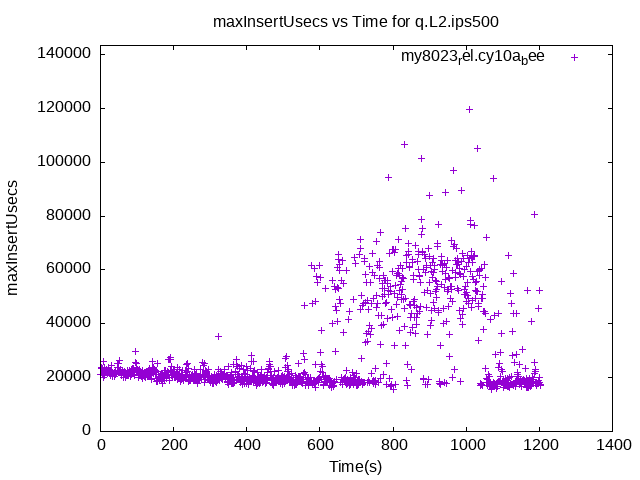 maxInsertUsecs vs Time for q.L2.ips500
my8023rel.cy10abee
maxInsertUsecs
140000
120000
100000
80000
60000
40000
20000
0
0 200 400 600 800 1000 1200 1400
Time(s)